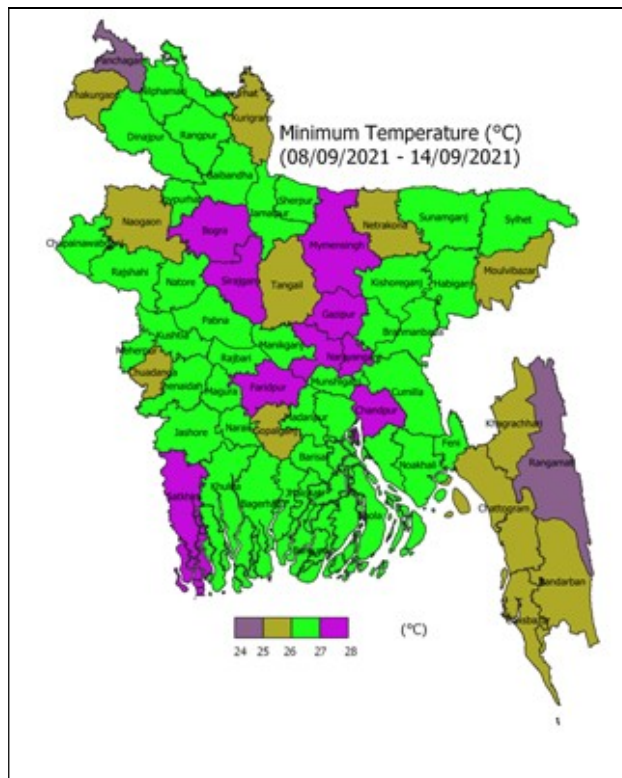 Panchagarh
Thakurgaon
Nilphamari
Lalmonirhat
Kurigram
Dinajpur
Rangpur
Minimum Temperature (°C)
(08/09/2021 - 14/09/2021)
Gaibandha
Joypurhat
Sherpur
Jamalpur
Naogaon
Bogra
Mymensingh
Netrakona
Sunamganj
Sylhet
Chapainawabganj
Rajshahi
Natore
Sirajganj
Tangail
Kishoreganj
Habiganj
Moulvibazar
Gazipur
Pabna
Kushtia
Brahmanbaria
Meherpur
Rajbari
Manikganj
Narayanganj
Chuadanga
Jhenaidah
Magura
Faridpur
Munshiganj
Cumilla
Chandpur
Khagrachhari
Jashore
Narail
Gopalganj
Madaripur
Feni
Rangamati
Barisal
Noakhali
Satkhira
Khulna
Bagerhat
Bhola
Chattogram
Bandarban
Coxsbazar
(°C)
24 25 26 27 28